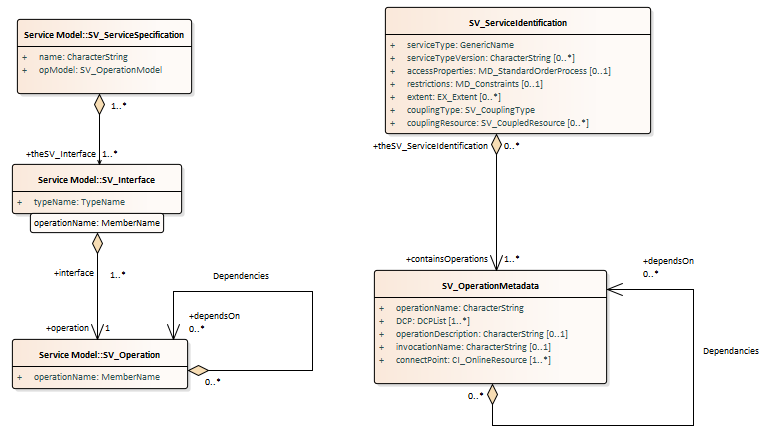 Service Model::SV_ServiceSpecification
+ name: CharacterString
+ opModel: SV_OperationModel
1..*
+theSV_Interface 1..*
Service Model::SV_Interface
+ typeName: TypeName
operationName: MemberName
+interface 1..*
+operation 1
Service Model::SV_Operation
+ operationName: MemberName
Dependencies
+dependsOn
0..*
0..*
SV_ServiceIdentification
+ serviceType: GenericName
+ serviceTypeVersion: CharacterString [0..*]
+ accessProperties: MD_StandardOrderProcess [0..1]
+ restrictions: MD_Constraints [0..1]
+ extent: EX_Extent [0..*]
+ couplingType: SV_CouplingType
+ couplingResource: SV_CoupledResource [0..*]
+theSV_ServiceIdentification 0..*
+containsOperations 1..*
SV_OperationMetadata
+ operationName: CharacterString
+ DCP: DCPList [1..*]
+ operationDescription: CharacterString [0..1]
+ invocationName: CharacterString [0..1]
+ connectPoint: CI_OnlineResource [1..*]
+dependsOn
0..*
Dependancies
0..*